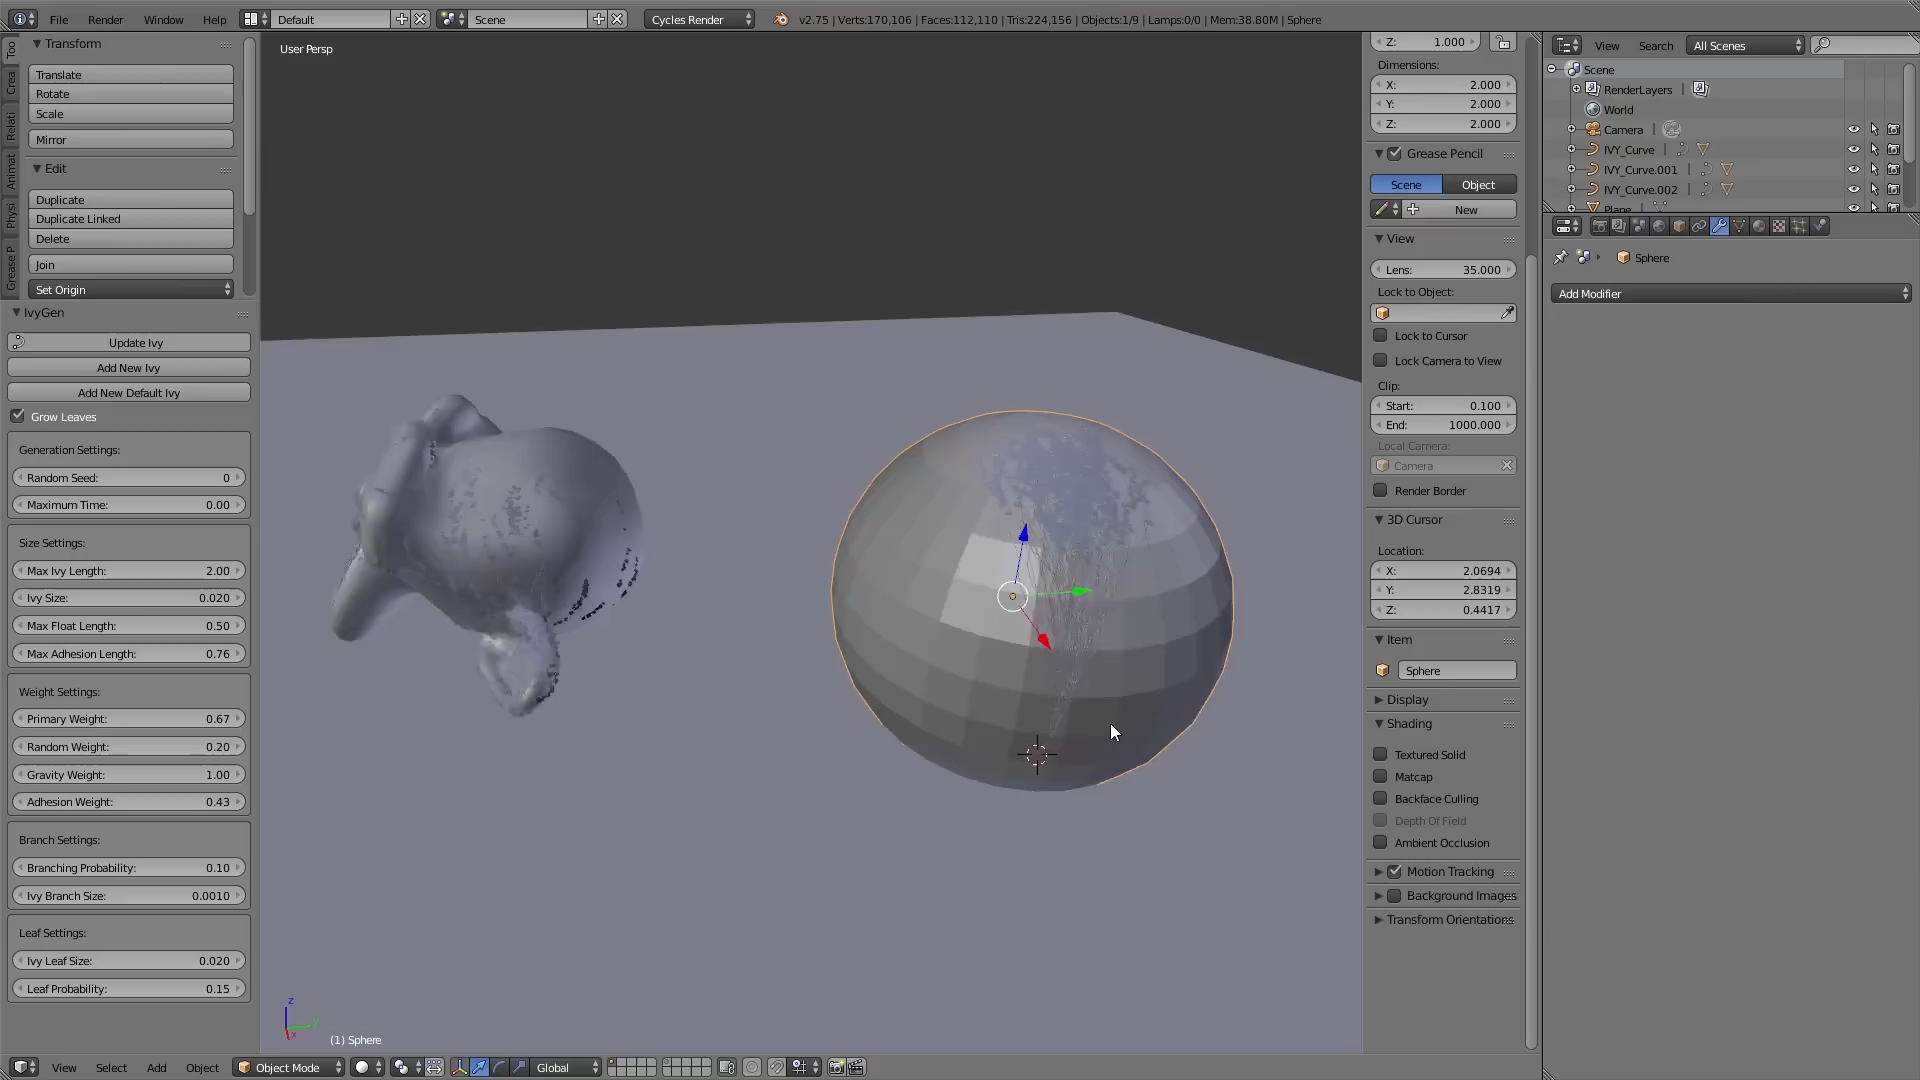 File Render Window Help Default Scene Cycles Render v2.75 | Verts:170,106 | Faces:112,110 | Tris:224,156 | Objects:1/9 | Lamps:0/0 | Mem:38.80M | Sphere
Too
Crea
Relati
Animat
Physi
Grease P
Transform
Translate
Rotate
Scale
Mirror
Edit
Duplicate
Duplicate Linked
Delete
Join
Set Origin
IvyGen
Update Ivy
Add New Ivy
Add New Default Ivy
Grow Leaves
Generation Settings:
Random Seed: 0
Maximum Time: 0.00
Size Settings:
Max Ivy Length: 2.00
Ivy Size: 0.020
Max Float Length: 0.50
Max Adhesion Length: 0.76
Weight Settings:
Primary Weight: 0.67
Random Weight: 0.20
Gravity Weight: 1.00
Adhesion Weight: 0.43
Branch Settings:
Branching Probability: 0.10
Ivy Branch Size: 0.0010
Leaf Settings:
Ivy Leaf Size: 0.020
Leaf Probability: 0.15
User Persp
z
y
x
(1) Sphere
View Select Add Object Object Mode Global
Z: 1.000
Dimensions:
X: 2.000
Y: 2.000
Z: 2.000
Grease Pencil
Scene Object
New
View
Lens: 35.000
Lock to Object:
Lock to Cursor
Lock Camera to View
Clip:
Start: 0.100
End: 1000.000
Local Camera:
Camera
Render Border
3D Cursor
Location:
X: 2.0694
Y: 2.8319
Z: 0.4417
Item
Sphere
Display
Shading
Textured Solid
Matcap
Backface Culling
Depth Of Field
Ambient Occlusion
Motion Tracking
Background Images
Transform Orientations
View Search All Scenes
Scene
RenderLayers
World
Camera
IVY_Curve
IVY_Curve.001
IVY_Curve.002
Plane
Sphere
Add Modifier